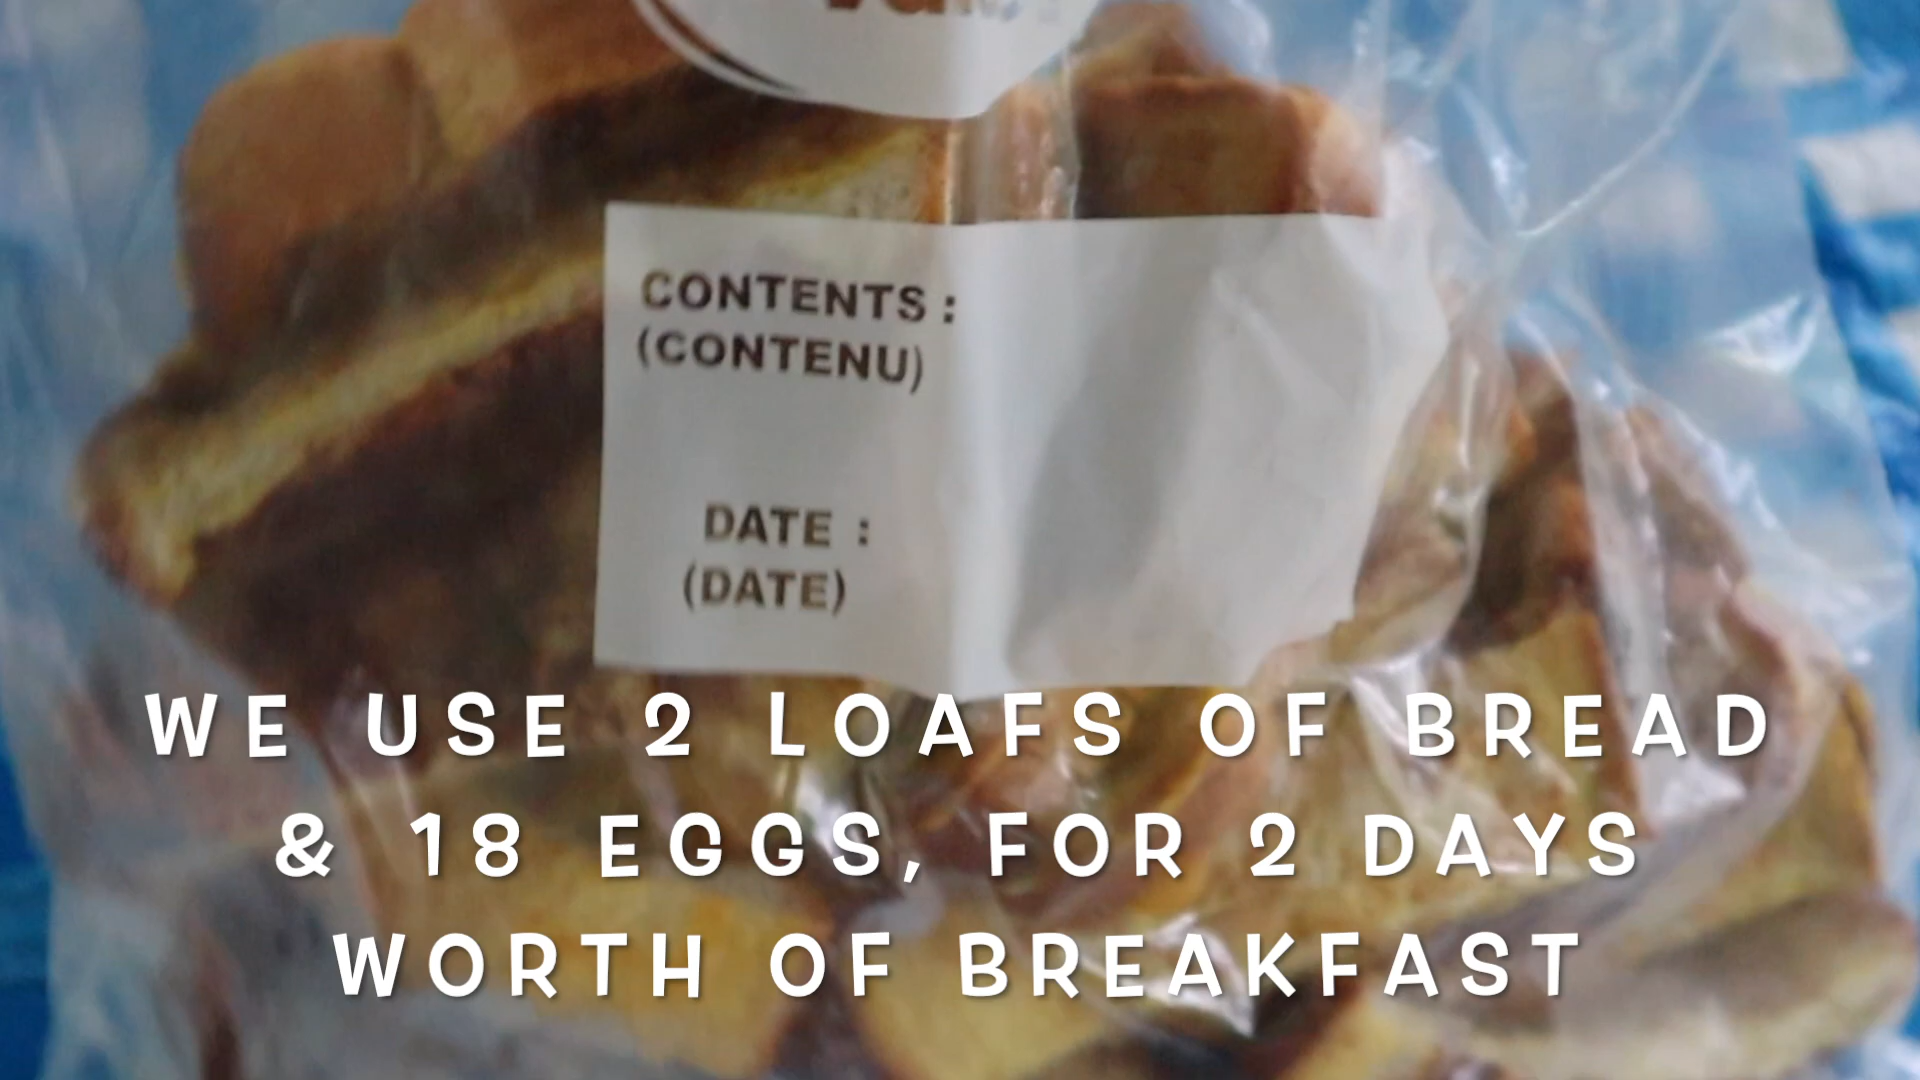 CONTENTS :
(CONTENU)
DATE :
(DATE)
WE USE 2 LOAFS OF BREAD
& 18 EGGS, FOR 2 DAYS
WORTH OF BREAKFAST